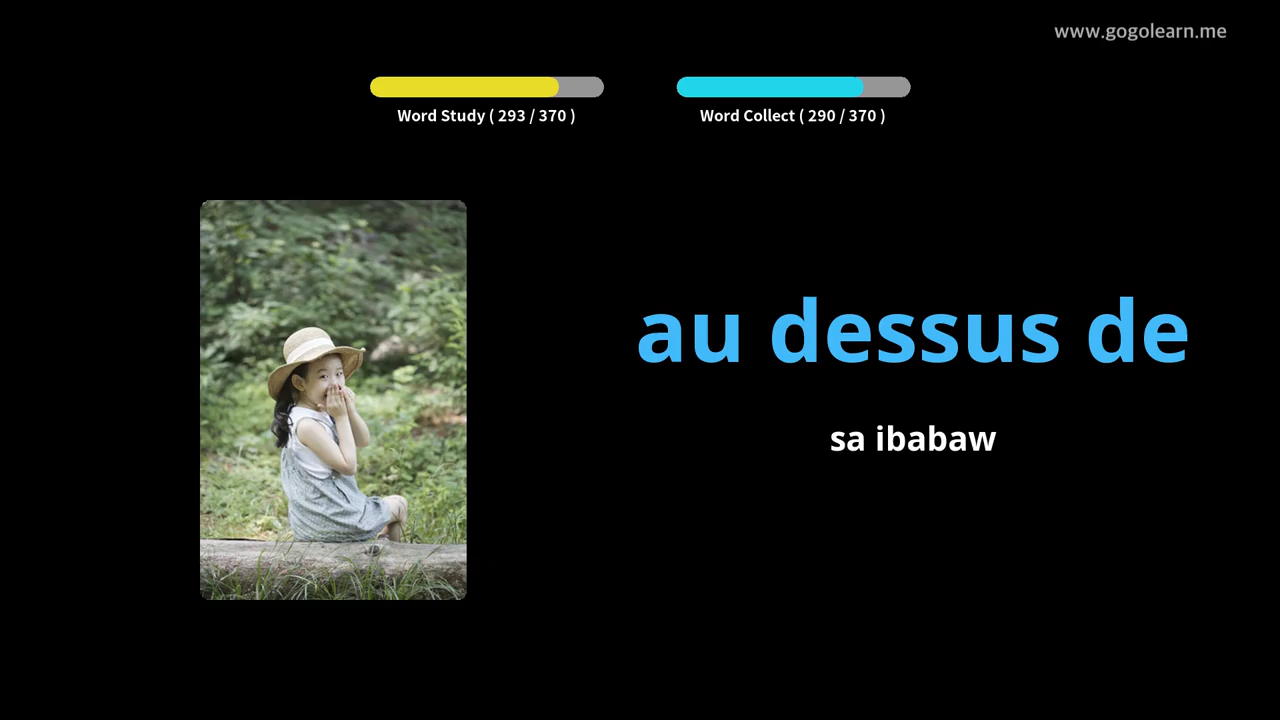 www.gogolearn.me
Word Study ( 293 / 370 )
Word Collect ( 290 / 370 )
au dessus de
sa ibabaw